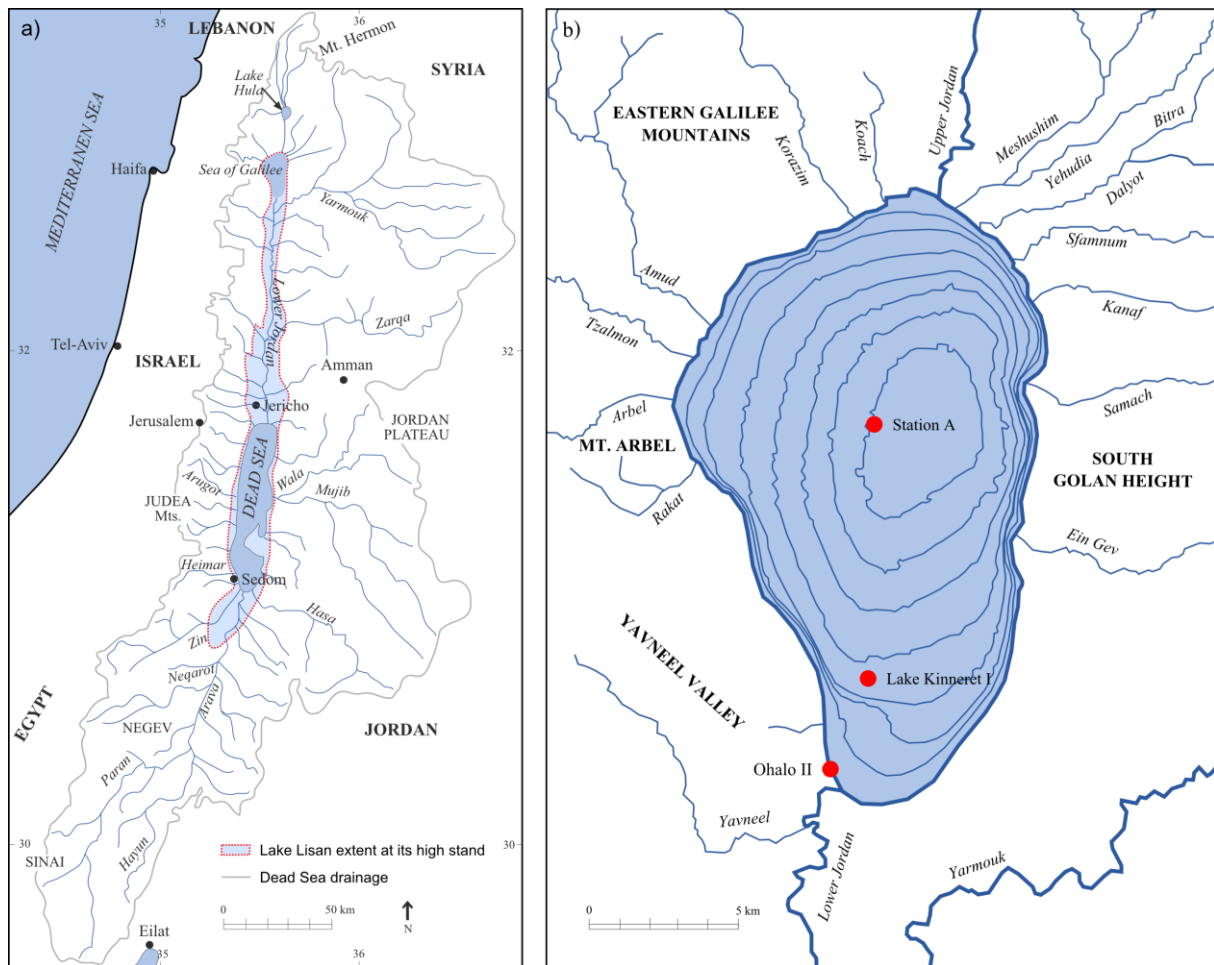 a)
35
36
LEBANON
Mt. Hermon
SYRIA
Lake
Hula
MEDITERRANEN SEA
Haifa
Sea of Galilee
Yarmouk
Lower Jordan
Zarqa
32
32
Tel-Aviv
ISRAEL
Amman
Jericho
Jerusalem
JORDAN
PLATEAU
DEAD SEA
Wala
Arugot
Mujib
JUDEA
Mts.
Heimar
Sedom
Hasa
Zin
Neqarot
Arava
EGYPT
NEGEV
JORDAN
Paran
Hayun
SINAI
30
30
Lake Lisan extent at its high stand
Dead Sea drainage
0
50 km
N
Eilat
35
36
b)
EASTERN GALILEE
MOUNTAINS
Korazim
Koach
Upper Jordan
Meshushim
Yehudia
Bitra
Dalyot
Sfamnum
Amud
Kanaf
Tzalmon
Arbel
Samach
MT. ARBEL
Station A
SOUTH
GOLAN HEIGHT
Rakat
Ein Gev
YAVNEEL VALLEY
Lake Kinneret I
Ohalo II
Yavneel
Lower Jordan
Yarmouk
0
5 km